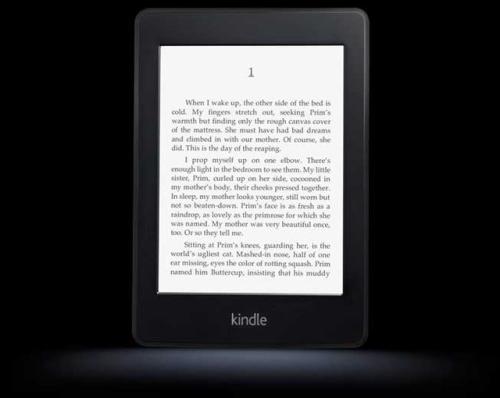 1
When I wake up, the other side of the bed is
cold. My fingers stretch out, seeking Prim's
warmth but finding only the rough canvas cover
of the mattress. She must have had bad dreams
and climbed in with our mother. Of course, she
did. This is the day of the reaping.
I prop myself up on one elbow. There's
enough light in the bedroom to see them. My little
sister, Prim, curled up on her side, cocooned in
my mother's body, their cheeks pressed together.
In sleep, my mother looks younger, still worn but
not so beaten-down. Prim's face is as fresh as a
raindrop, as lovely as the primrose for which she
was named. My mother was very beautiful once,
too. Or so they tell me.
Sitting at Prim's knees, guarding her, is the
world's ugliest cat. Mashed-in nose, half of one
ear missing, eyes the color of rotting squash. Prim
named him Buttercup, insisting that his muddy
kindle